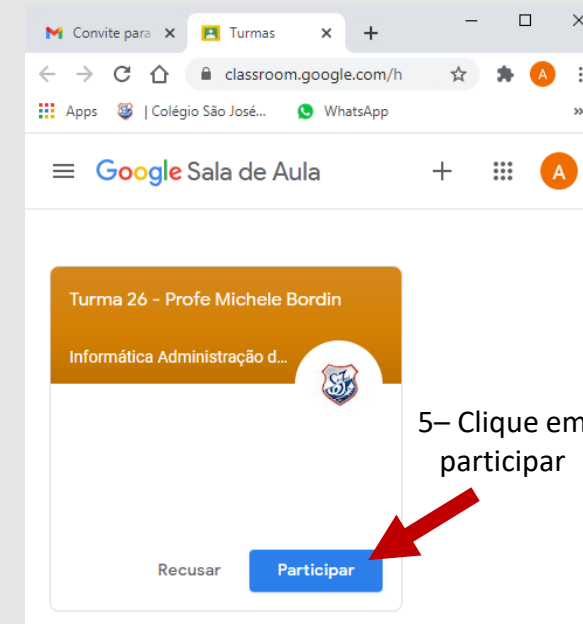 Convite para
Turmas
classroom.google.com/h
A
Apps
| Colégio São José...
WhatsApp
»
Google Sala de Aula
A
Turma 26 - Profe Michele Bordin
Informática Administração d...
SJ
5– Clique em
participar
Recusar
Participar